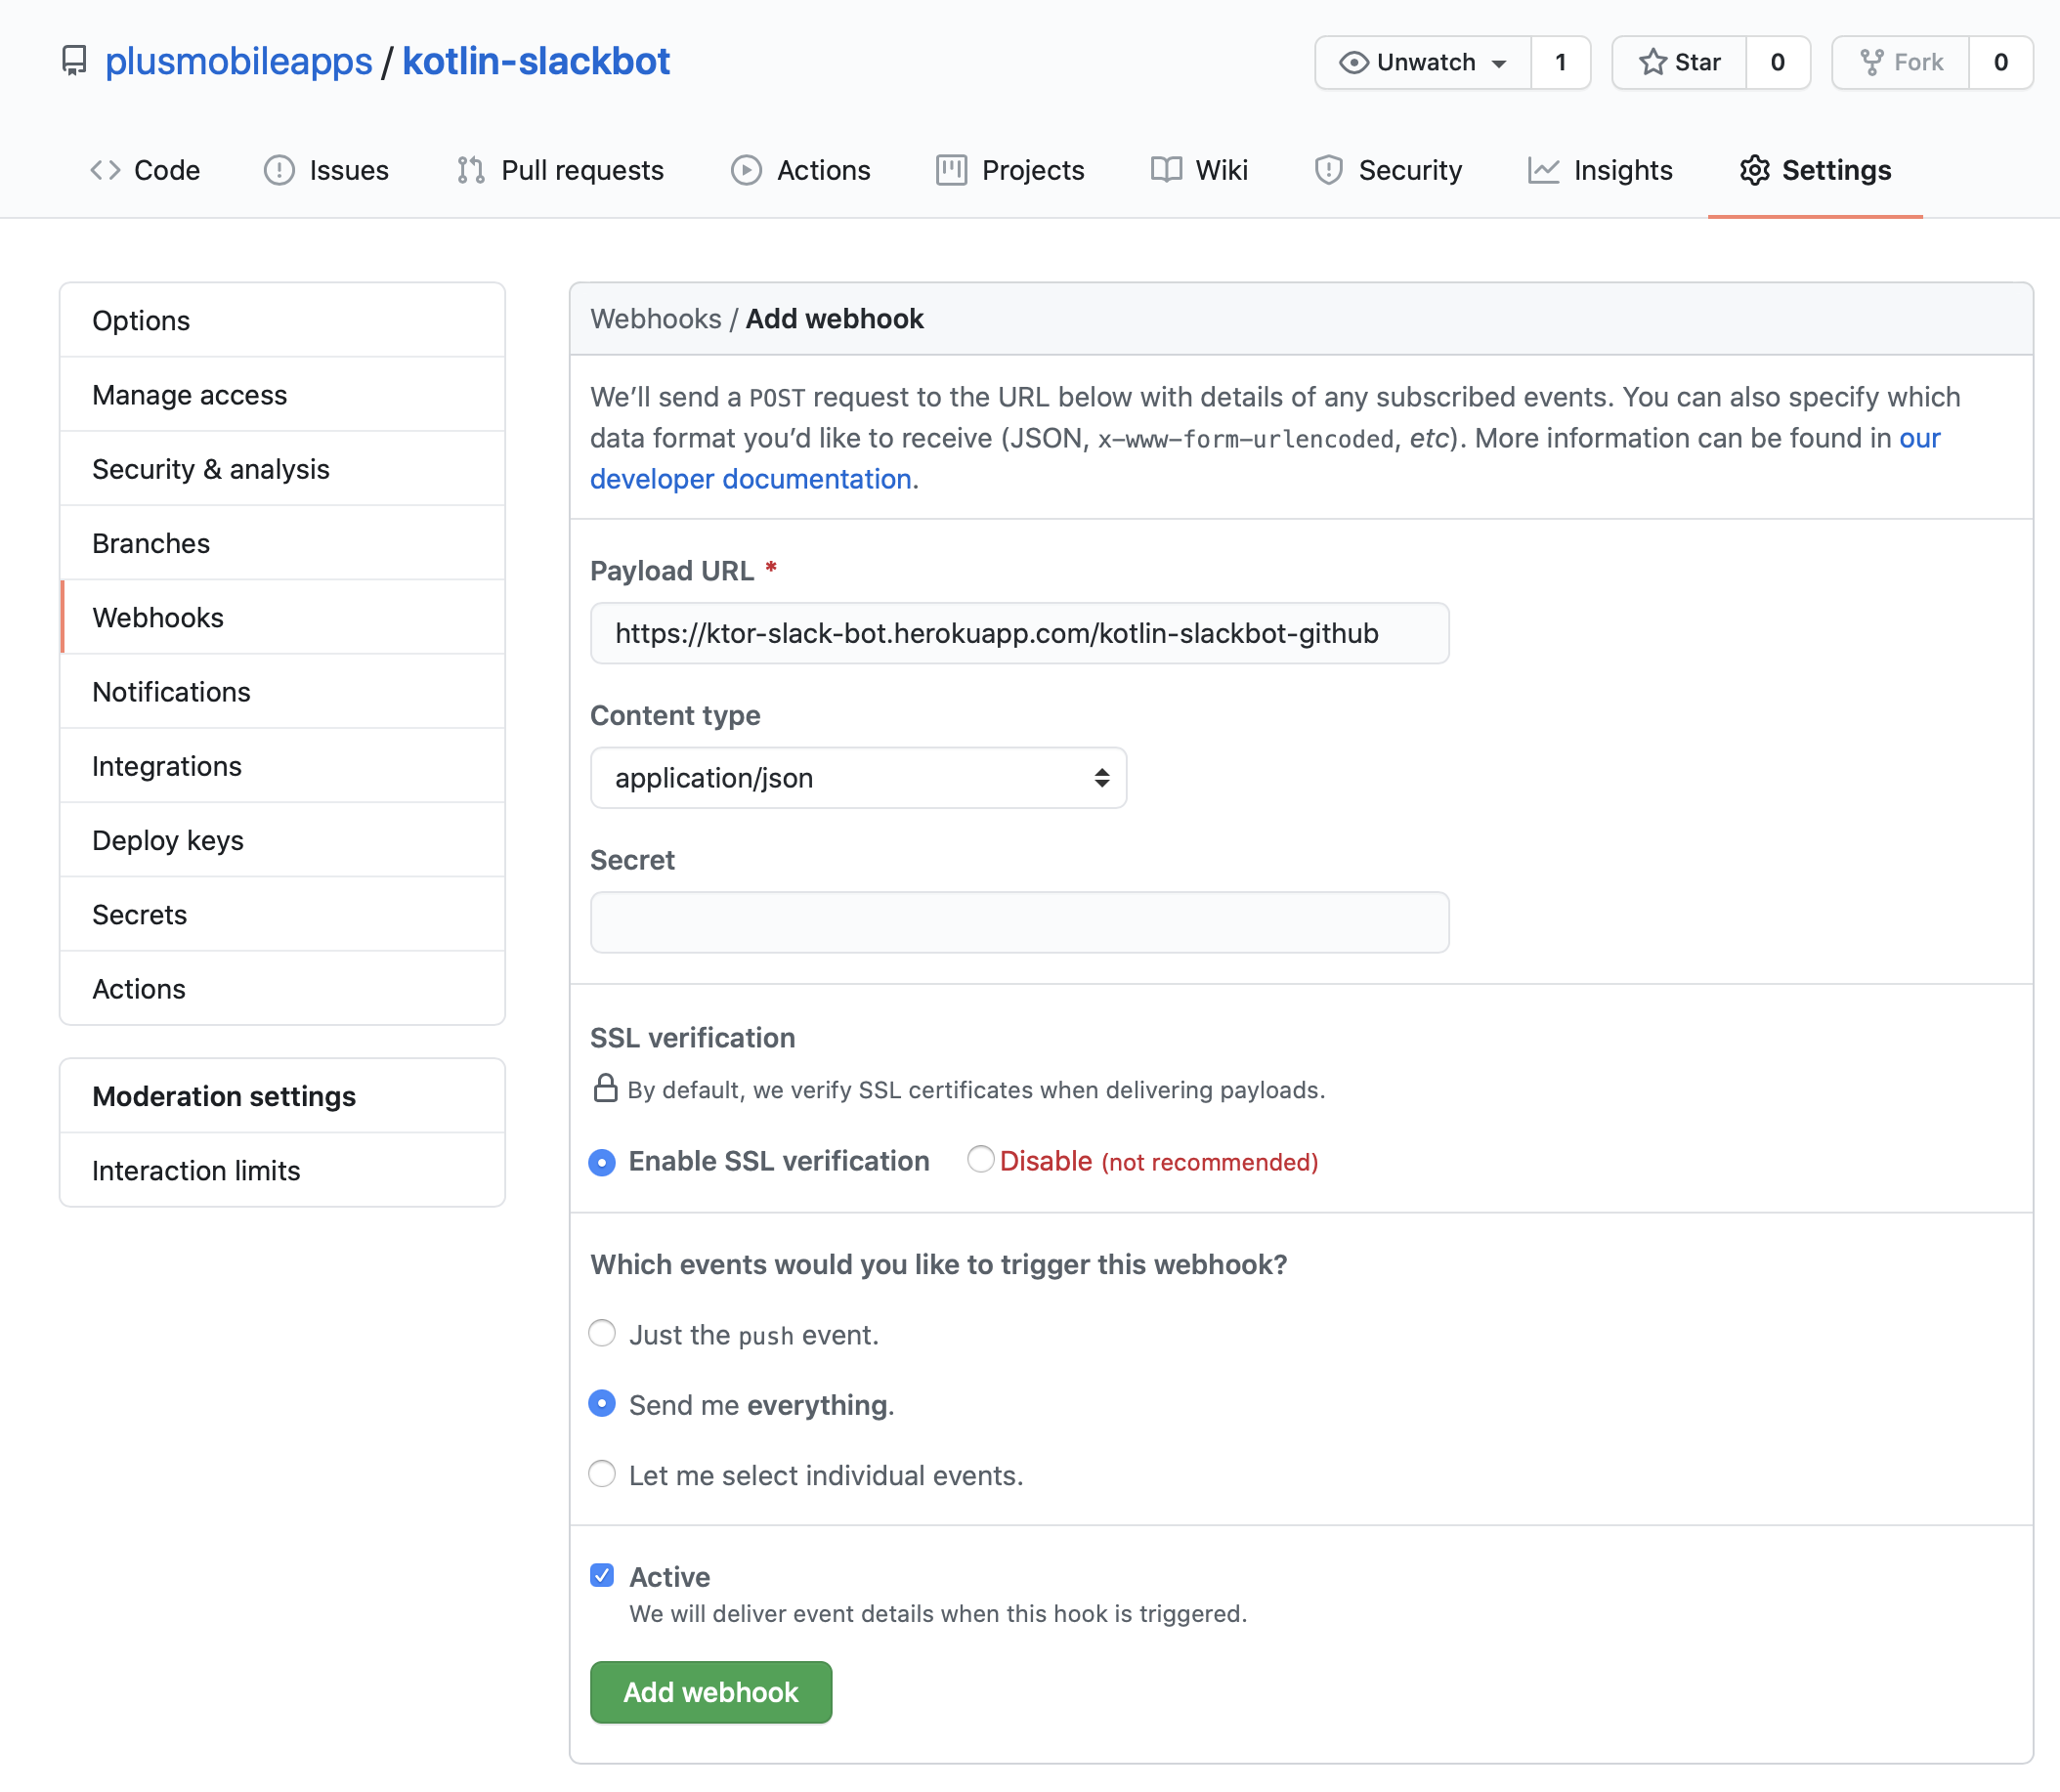 plusmobileapps / kotlin-slackbot
Unwatch 1
Star 0
Fork 0
Code Issues Pull requests Actions Projects Wiki Security Insights Settings
Options
Manage access
Security & analysis
Branches
Webhooks
Notifications
Integrations
Deploy keys
Secrets
Actions
Moderation settings
Interaction limits
Webhooks / Add webhook
We’ll send a POST request to the URL below with details of any subscribed events. You can also specify which
data format you’d like to receive (JSON, x-www-form-urlencoded, etc). More information can be found in our
developer documentation.
Payload URL *
https://ktor-slack-bot.herokuapp.com/kotlin-slackbot-github
Content type
application/json
Secret
SSL verification
By default, we verify SSL certificates when delivering payloads.
Enable SSL verification Disable (not recommended)
Which events would you like to trigger this webhook?
Just the push event.
Send me everything.
Let me select individual events.
Active
We will deliver event details when this hook is triggered.
Add webhook